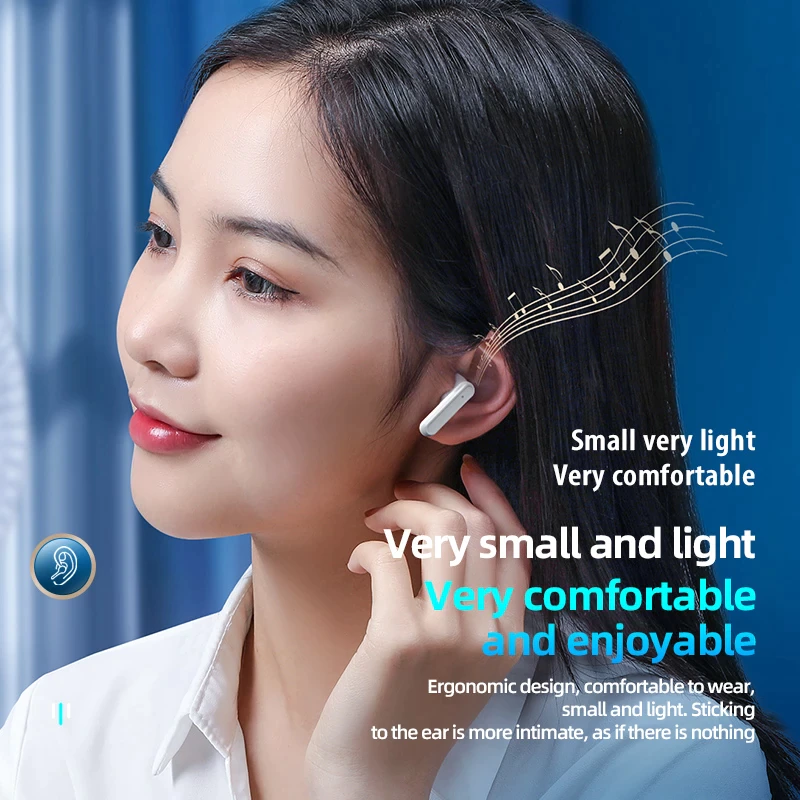 Small very light
Very comfortable
Very small and light
Very comfortable
and enjoyable
Ergonomic design, comfortable to wear,
small and light. Sticking
to the ear is more intimate, as if there is nothing